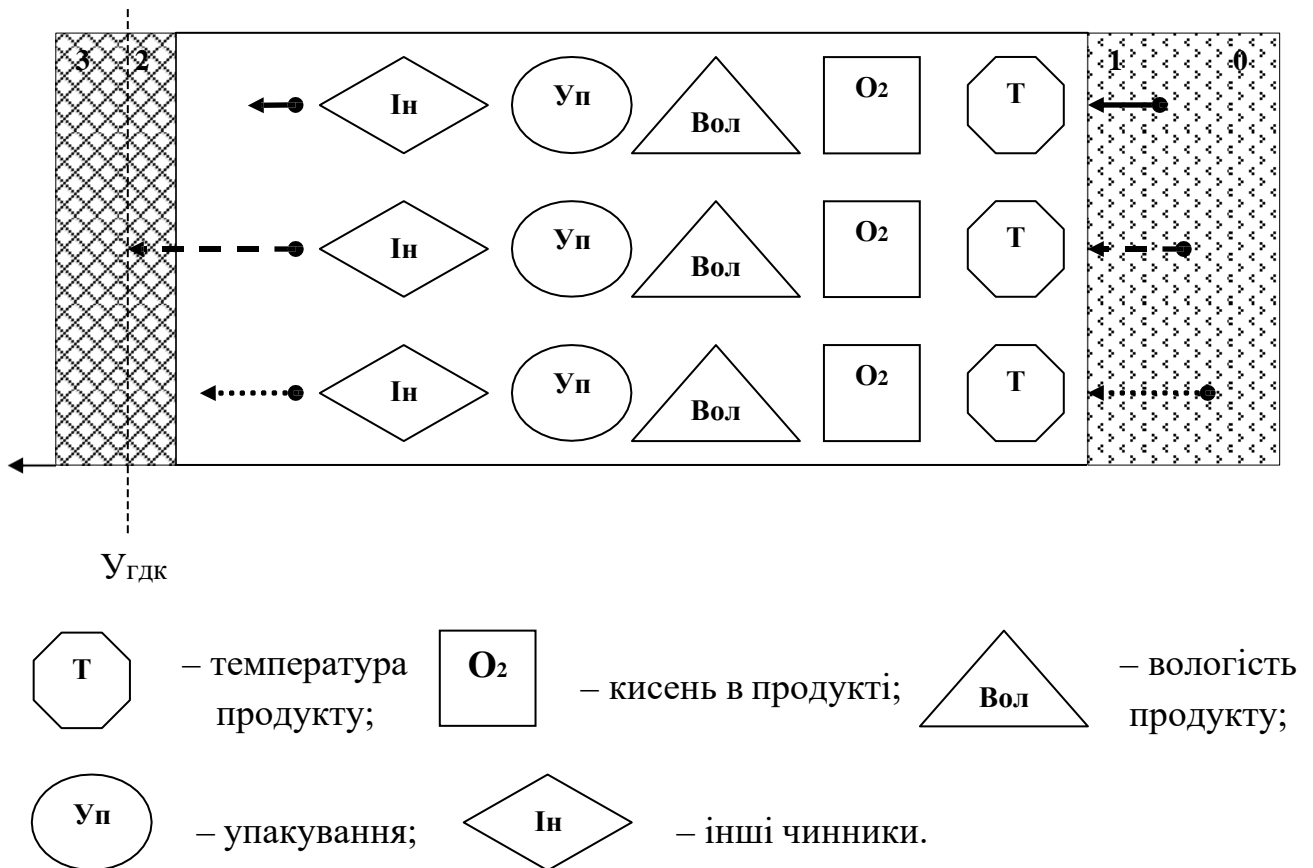 3 2 1 0
Ін Уп Вол О₂ Т
Ін Уп Вол О₂ Т
Ін Уп Вол О₂ Т
Угдк
Т – температура О₂ – кисень в продукті; Вол – вологість
продукту; продукту;
Уп – упакування; Ін – інші чинники.